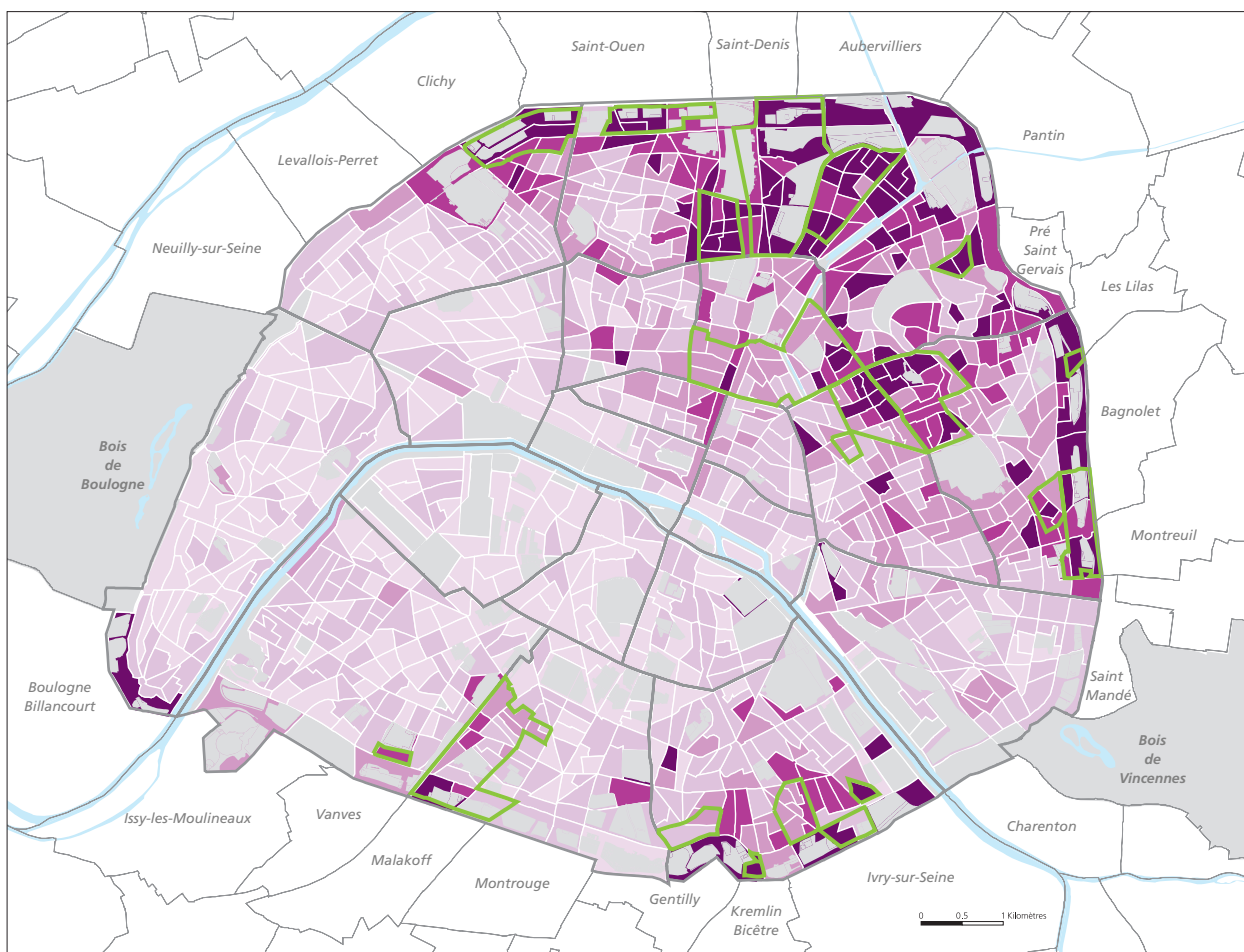 Saint-Ouen
Saint-Denis
Aubervilliers
Clichy
Pantin
Levallois-Perret
Neuilly-sur-Seine
Pré
Saint
Gervais
Les Lilas
Bagnolet
Bois
de
Boulogne
Montreuil
Boulogne
Billancourt
Saint
Mandé
Bois
de
Vincennes
Issy-les-Moulineaux
Vanves
Charenton
Malakoff
Montrouge
Ivry-sur-Seine
Gentilly
Kremlin
Bicêtre
0 0.5 1 Kilomètres